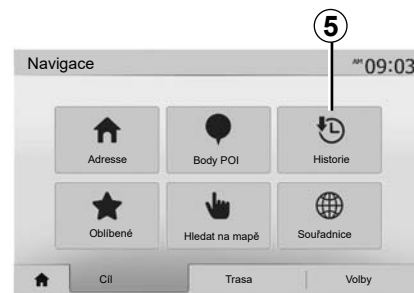 5
Navigace
AM 09:03
Adresse
Body POI
Historie
Oblíbené
Hledat na mapě
Souřadnice
Cíl
Trasa
Volby